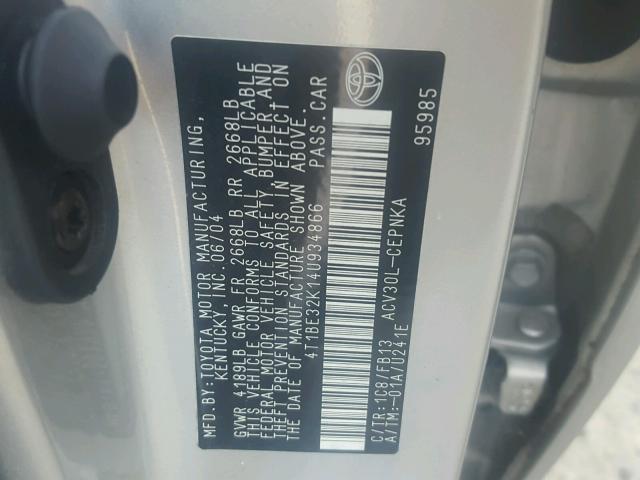 MFD.BY:TOYOTA MOTOR MANUFACTURING,
KENTUCKY, INC. 06/04
GVWR 4189LB GAWR FR 2668LB RR 2668LB
THIS VEHICLE CONFORMS TO ALL APPLICABLE
FEDERAL MOTOR VEHICLE SAFETY, BUMPER, AND
THEFT PREVENTION STANDARDS IN EFFECT ON
THE DATE OF MANUFACTURE SHOWN ABOVE.
4T1BE32K14U934866 PASS. CAR
C/TR:1C8/FB13 ACV30L-CEPNKA
A/TM:-01A/U241E
95985